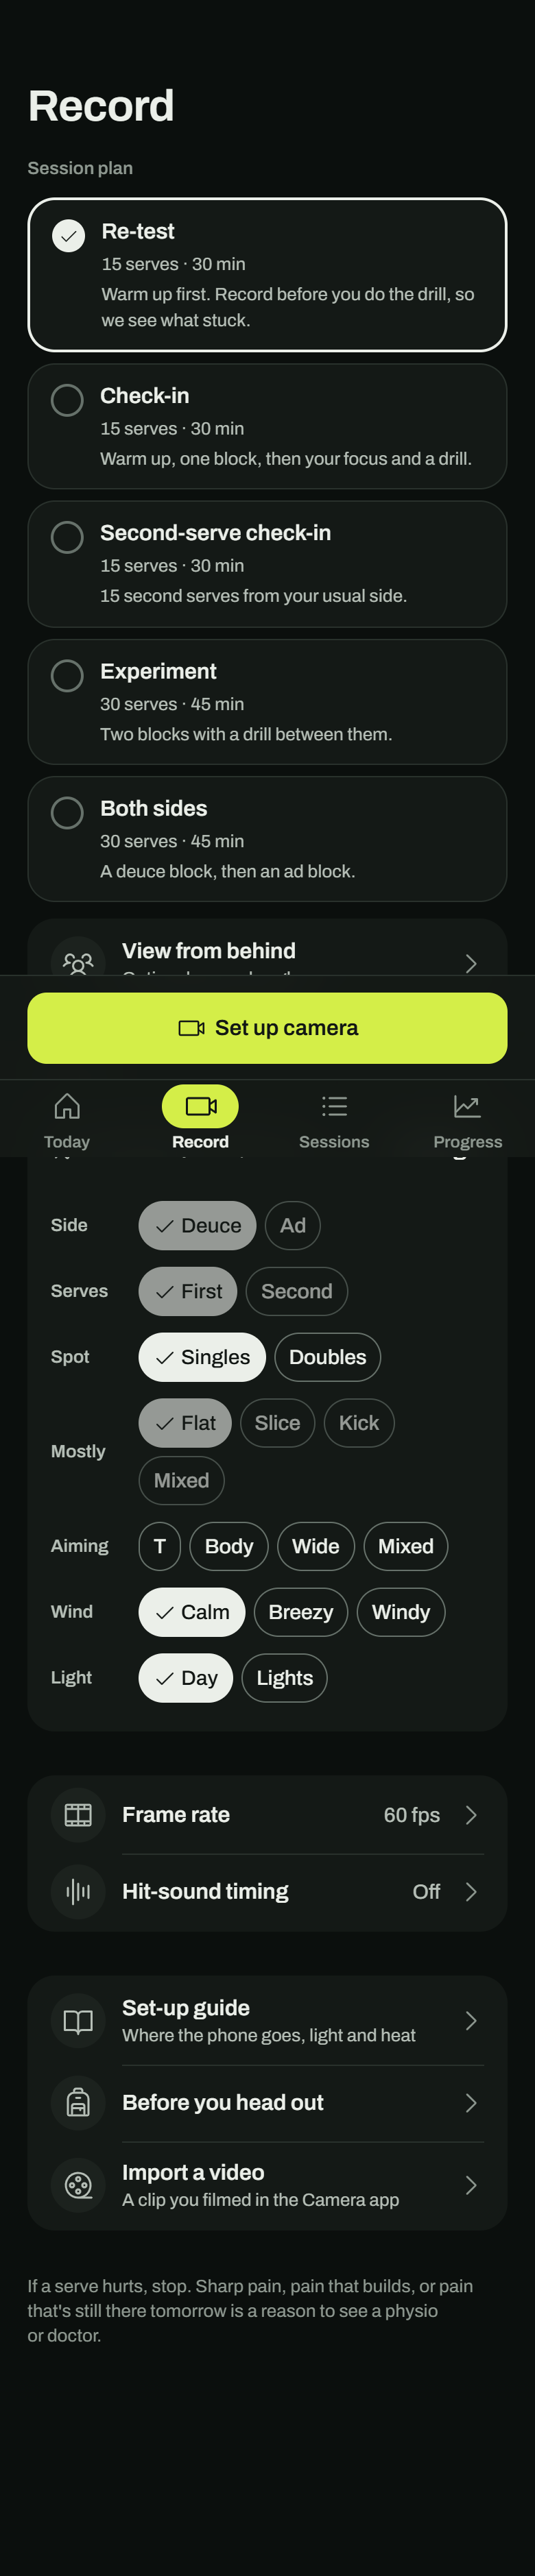 Record
Session plan
Re-test
15 serves · 30 min
Warm up first. Record before you do the drill, so
we see what stuck.
Check-in
15 serves · 30 min
Warm up, one block, then your focus and a drill.
Second-serve check-in
15 serves · 30 min
15 second serves from your usual side.
Experiment
30 serves · 45 min
Two blocks with a drill between them.
Both sides
30 serves · 45 min
A deuce block, then an ad block.
View from behind
Set up camera
Today
Record
Sessions
Progress
Side
Deuce
Ad
Serves
First
Second
Spot
Singles
Doubles
Mostly
Flat
Slice
Kick
Mixed
Aiming
T
Body
Wide
Mixed
Wind
Calm
Breezy
Windy
Light
Day
Lights
Frame rate
60 fps
Hit-sound timing
Off
Set-up guide
Where the phone goes, light and heat
Before you head out
Import a video
A clip you filmed in the Camera app
If a serve hurts, stop. Sharp pain, pain that builds, or pain
that's still there tomorrow is a reason to see a physio
or doctor.